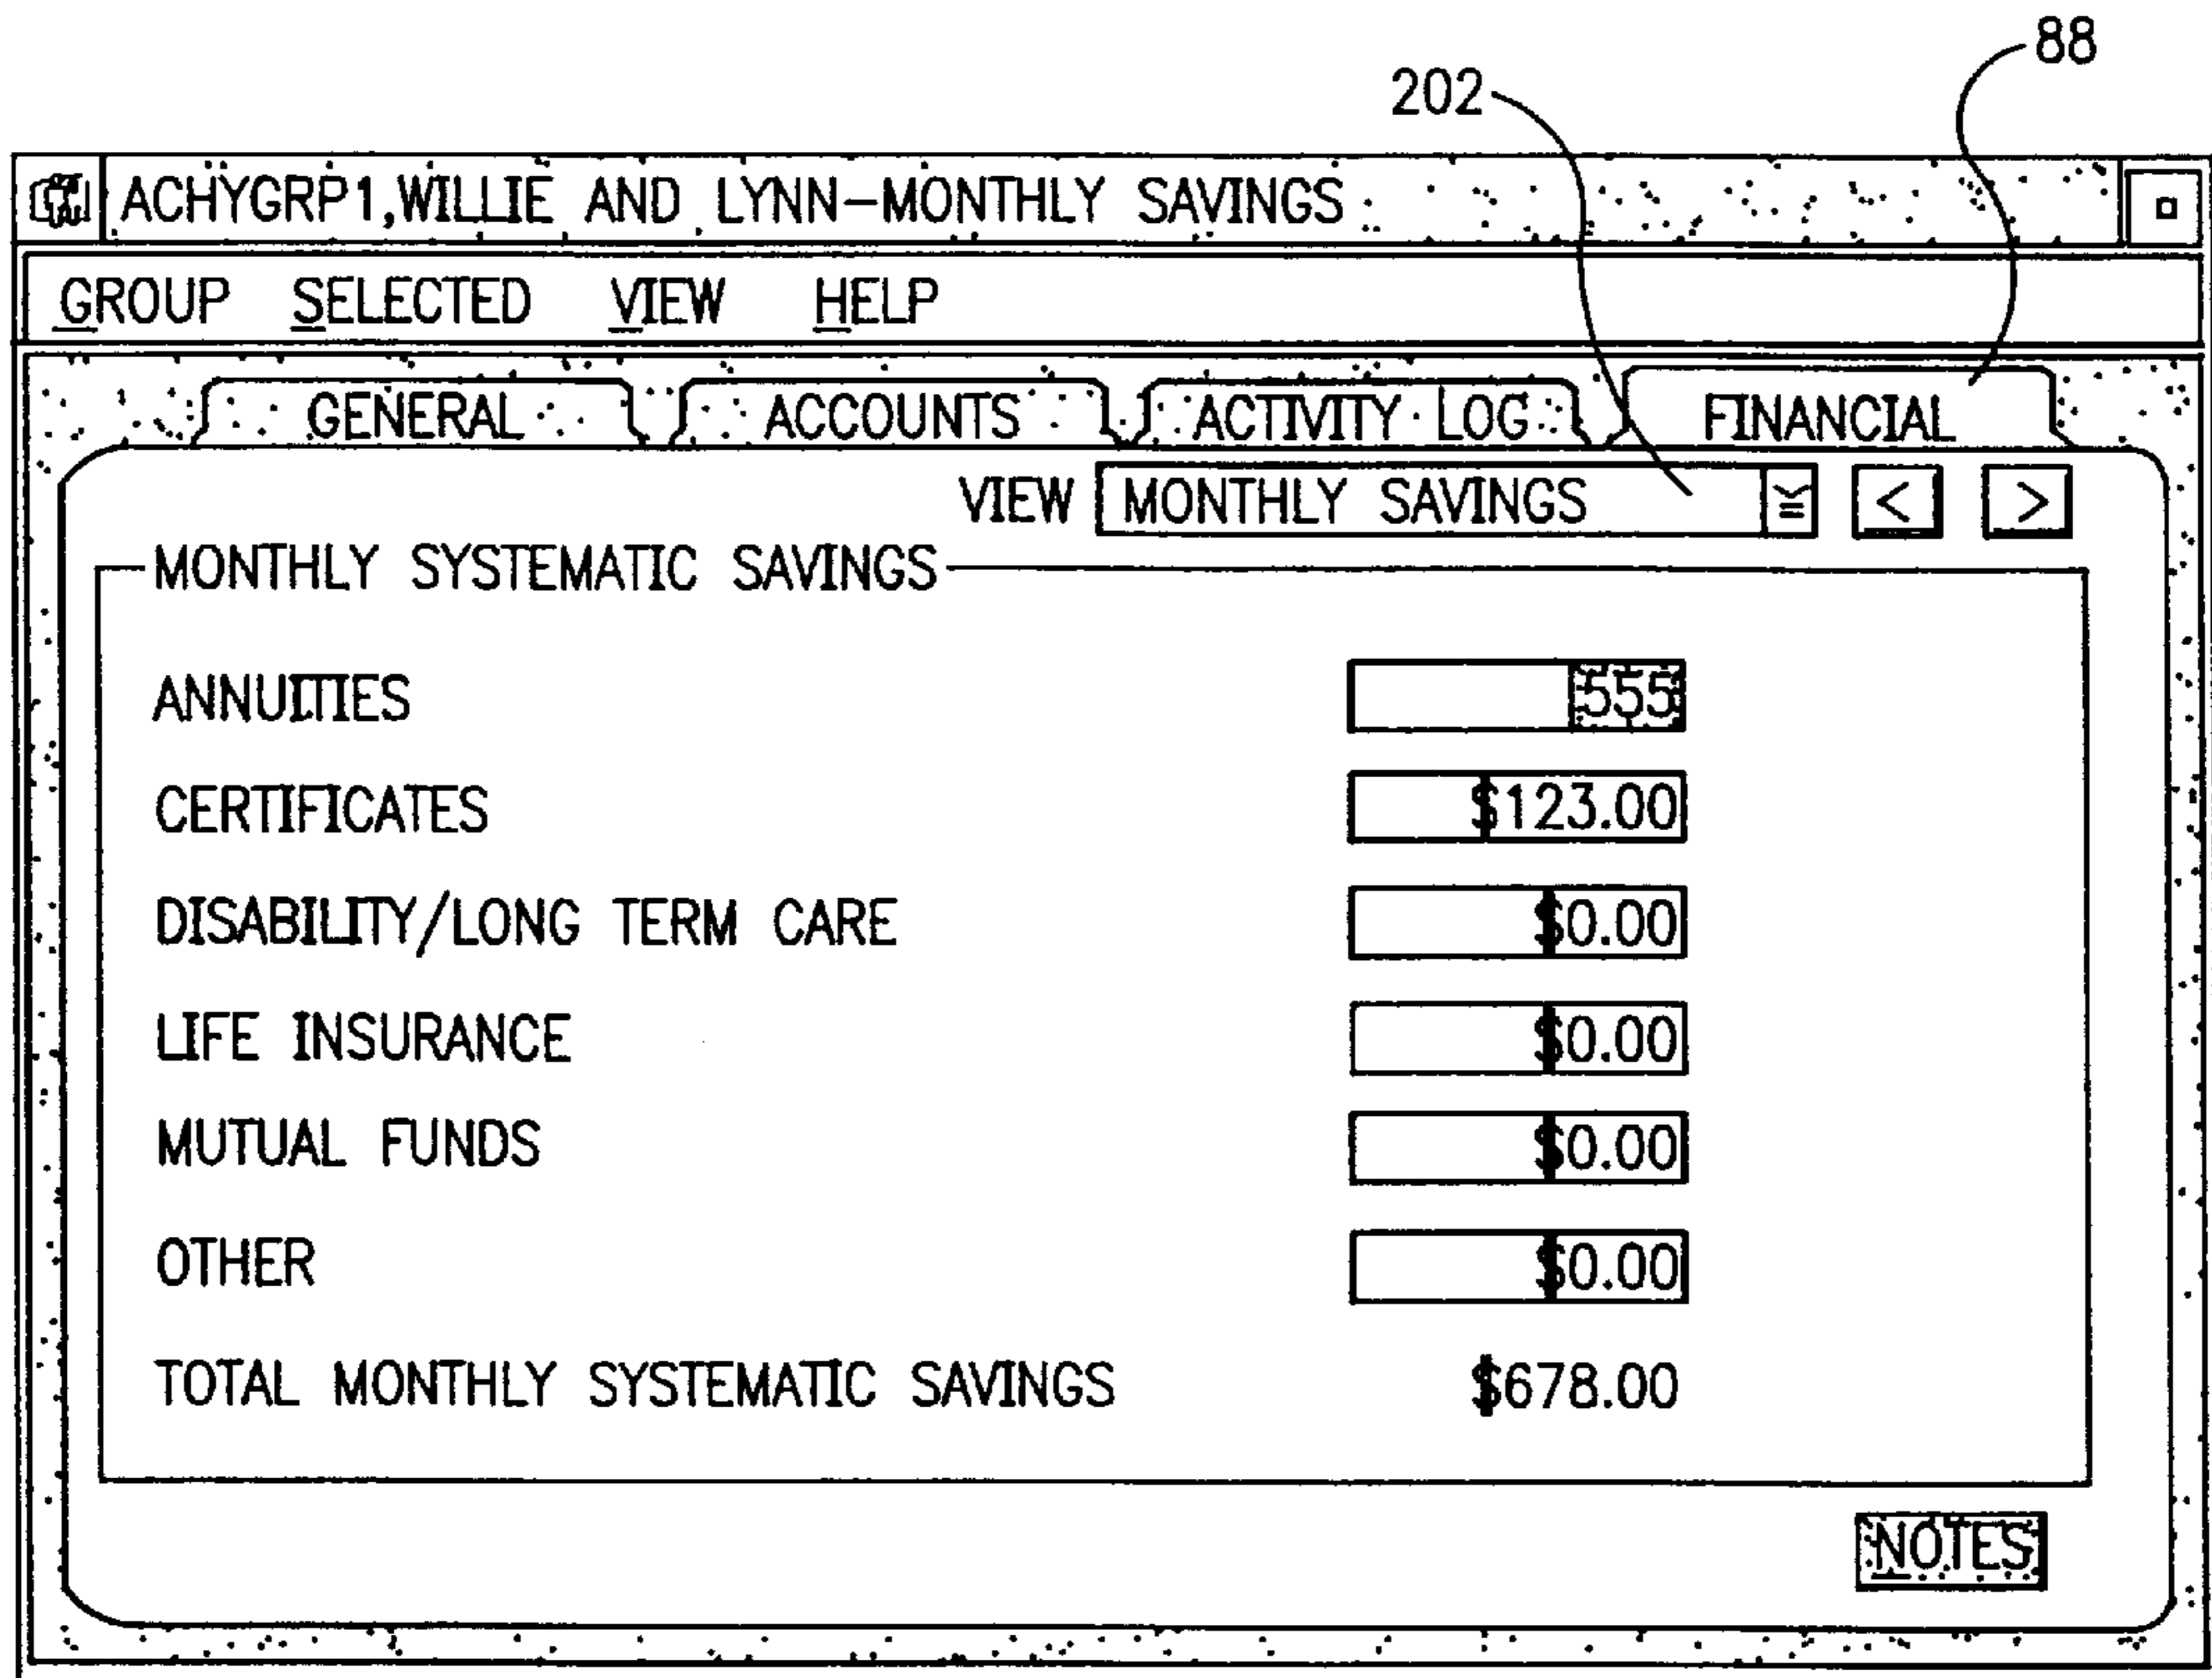 88
202
ACHYGRP1,WILLIE AND LYNN-MONTHLY SAVINGS
GROUP SELECTED VIEW HELP
GENERAL ACCOUNTS ACTIVITY LOG FINANCIAL
VIEW MONTHLY SAVINGS < >
MONTHLY SYSTEMATIC SAVINGS
ANNUITIES 555
CERTIFICATES $123.00
DISABILITY/LONG TERM CARE $0.00
LIFE INSURANCE $0.00
MUTUAL FUNDS $0.00
OTHER $0.00
TOTAL MONTHLY SYSTEMATIC SAVINGS $678.00
NOTES